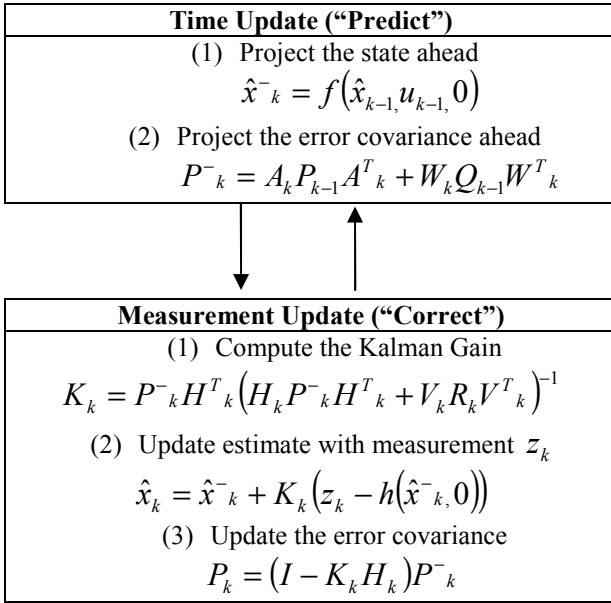 Time Update (“Predict”)
(1) Project the state ahead
x̂⁻ₖ = f(x̂ₖ₋₁, uₖ₋₁, 0)
(2) Project the error covariance ahead
P⁻ₖ = AₖPₖ₋₁Aᵀₖ + WₖQₖ₋₁Wᵀₖ
Measurement Update (“Correct”)
(1) Compute the Kalman Gain
Kₖ = P⁻ₖHᵀₖ(HₖP⁻ₖHᵀₖ + VₖRₖVᵀₖ)⁻¹
(2) Update estimate with measurement zₖ
x̂ₖ = x̂⁻ₖ + Kₖ(zₖ − h(x̂⁻ₖ, 0))
(3) Update the error covariance
Pₖ = (I − KₖHₖ)P⁻ₖ